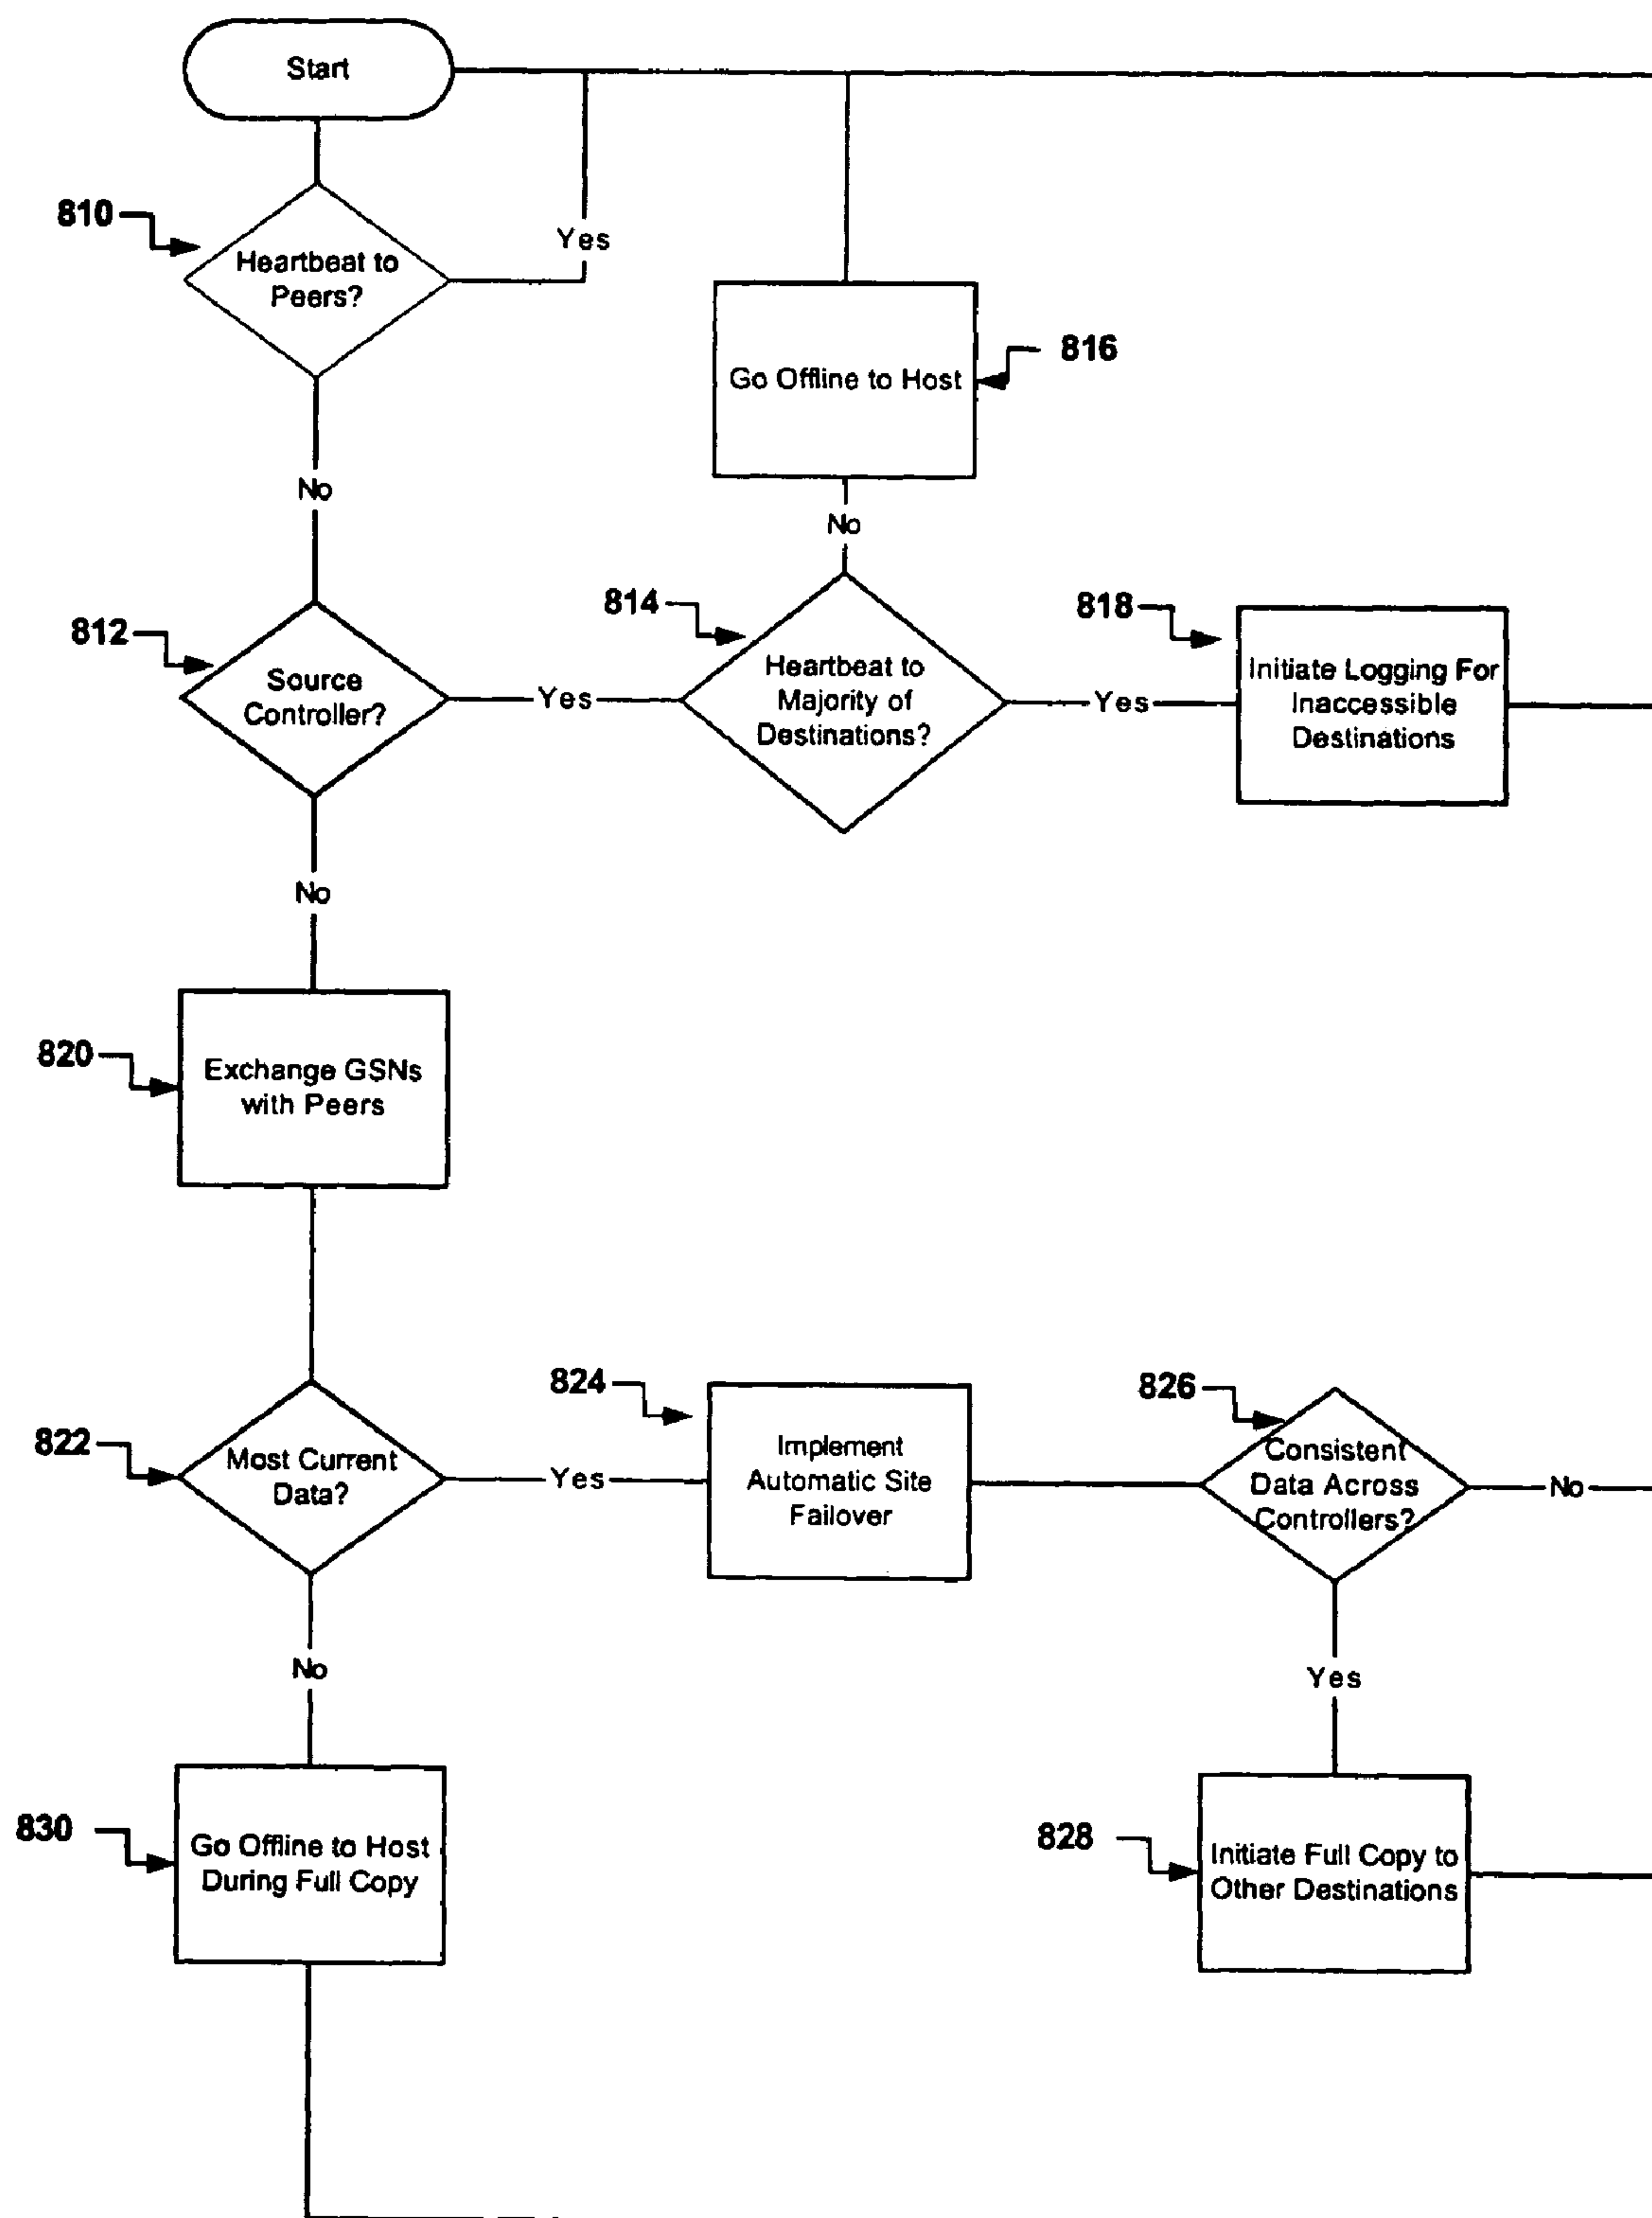 Start
810
Heartbeat to
Peers?
Yes
816
Go Offline to Host
No
No
812
Source
Controller?
Yes
814
Heartbeat to
Majority of
Destinations?
Yes
818
Initiate Logging For
Inaccessible
Destinations
No
820
Exchange GSNs
with Peers
822
Most Current
Data?
Yes
824
Implement
Automatic Site
Failover
826
Consistent
Data Across
Controllers?
No
No
Yes
830
Go Offline to Host
During Full Copy
828
Initiate Full Copy to
Other Destinations